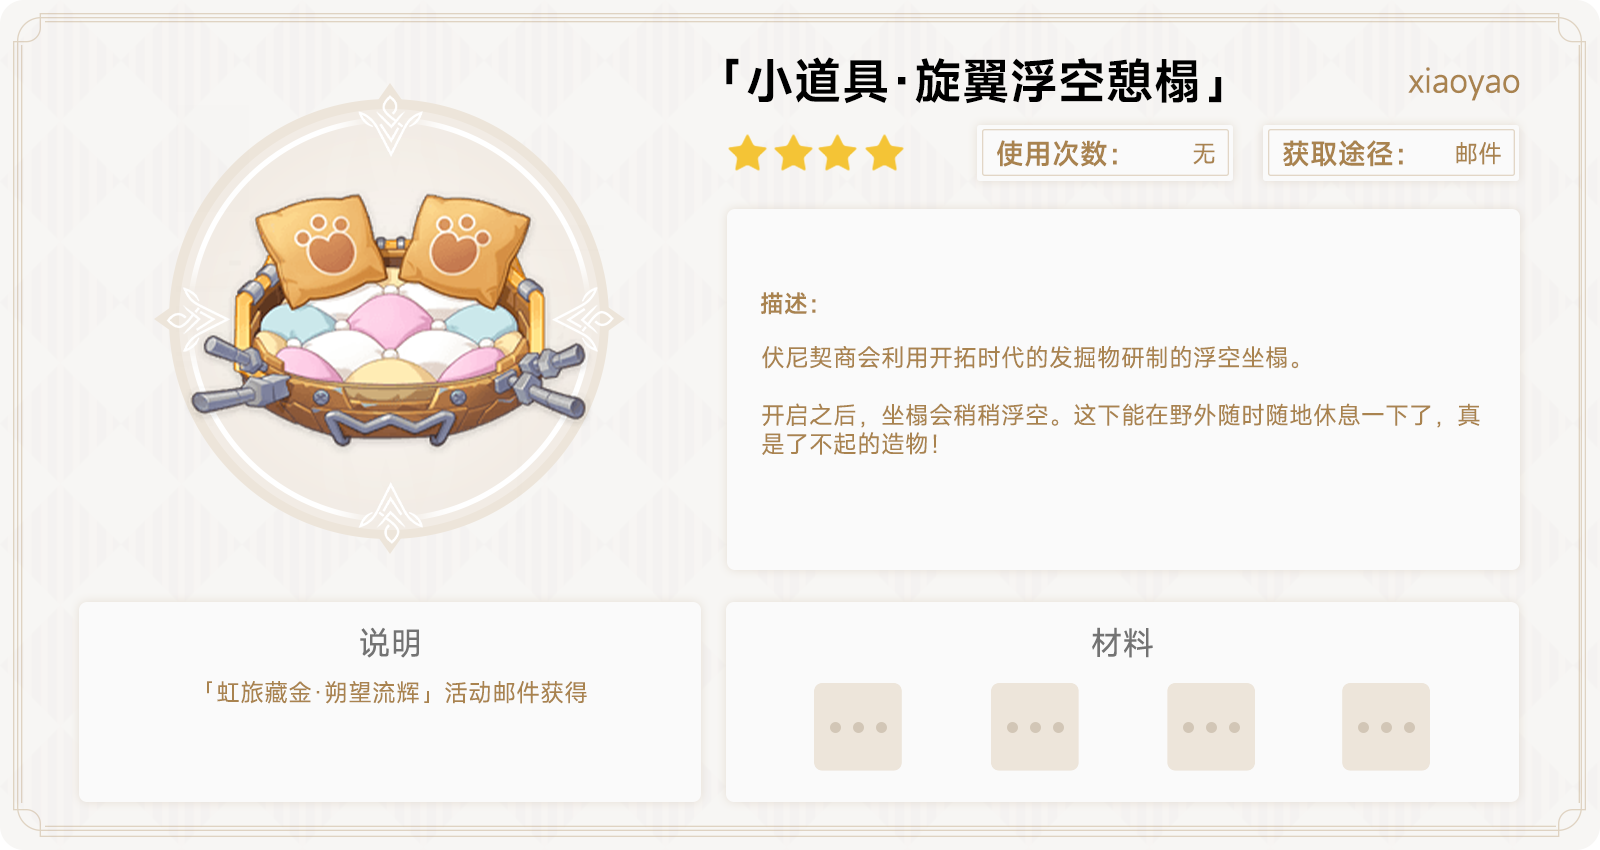 「小道具·旋翼浮空憩榻」
xiaoyao
使用次数：
无
获取途径：
邮件
描述：
伏尼契商会利用开拓时代的发掘物研制的浮空坐榻。
开启之后，坐榻会稍稍浮空。这下能在野外随时随地休息一下了，真
是了不起的造物！
说明
「虹旅藏金·朔望流辉」活动邮件获得
材料